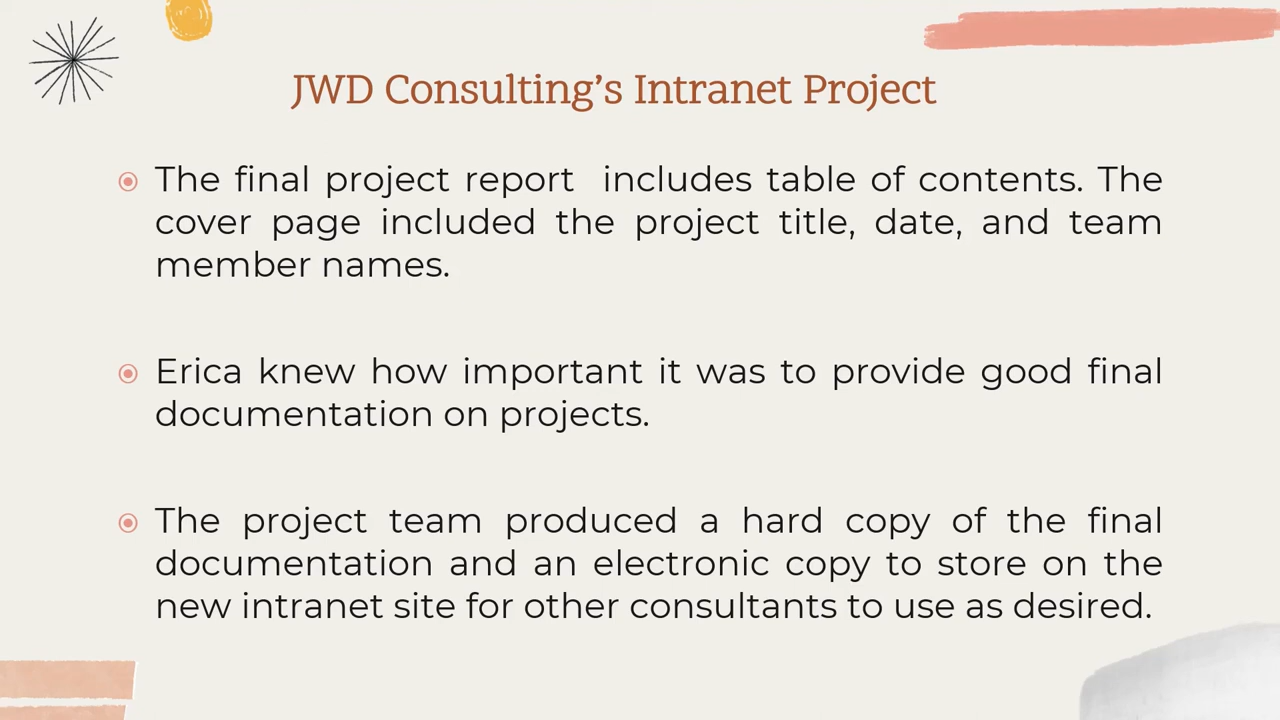 JWD Consulting’s Intranet Project
The final project report  includes table of contents. The
cover page included the project title, date, and team
member names.
Erica knew how important it was to provide good final
documentation on projects.
The project team produced a hard copy of the final
documentation and an electronic copy to store on the
new intranet site for other consultants to use as desired.